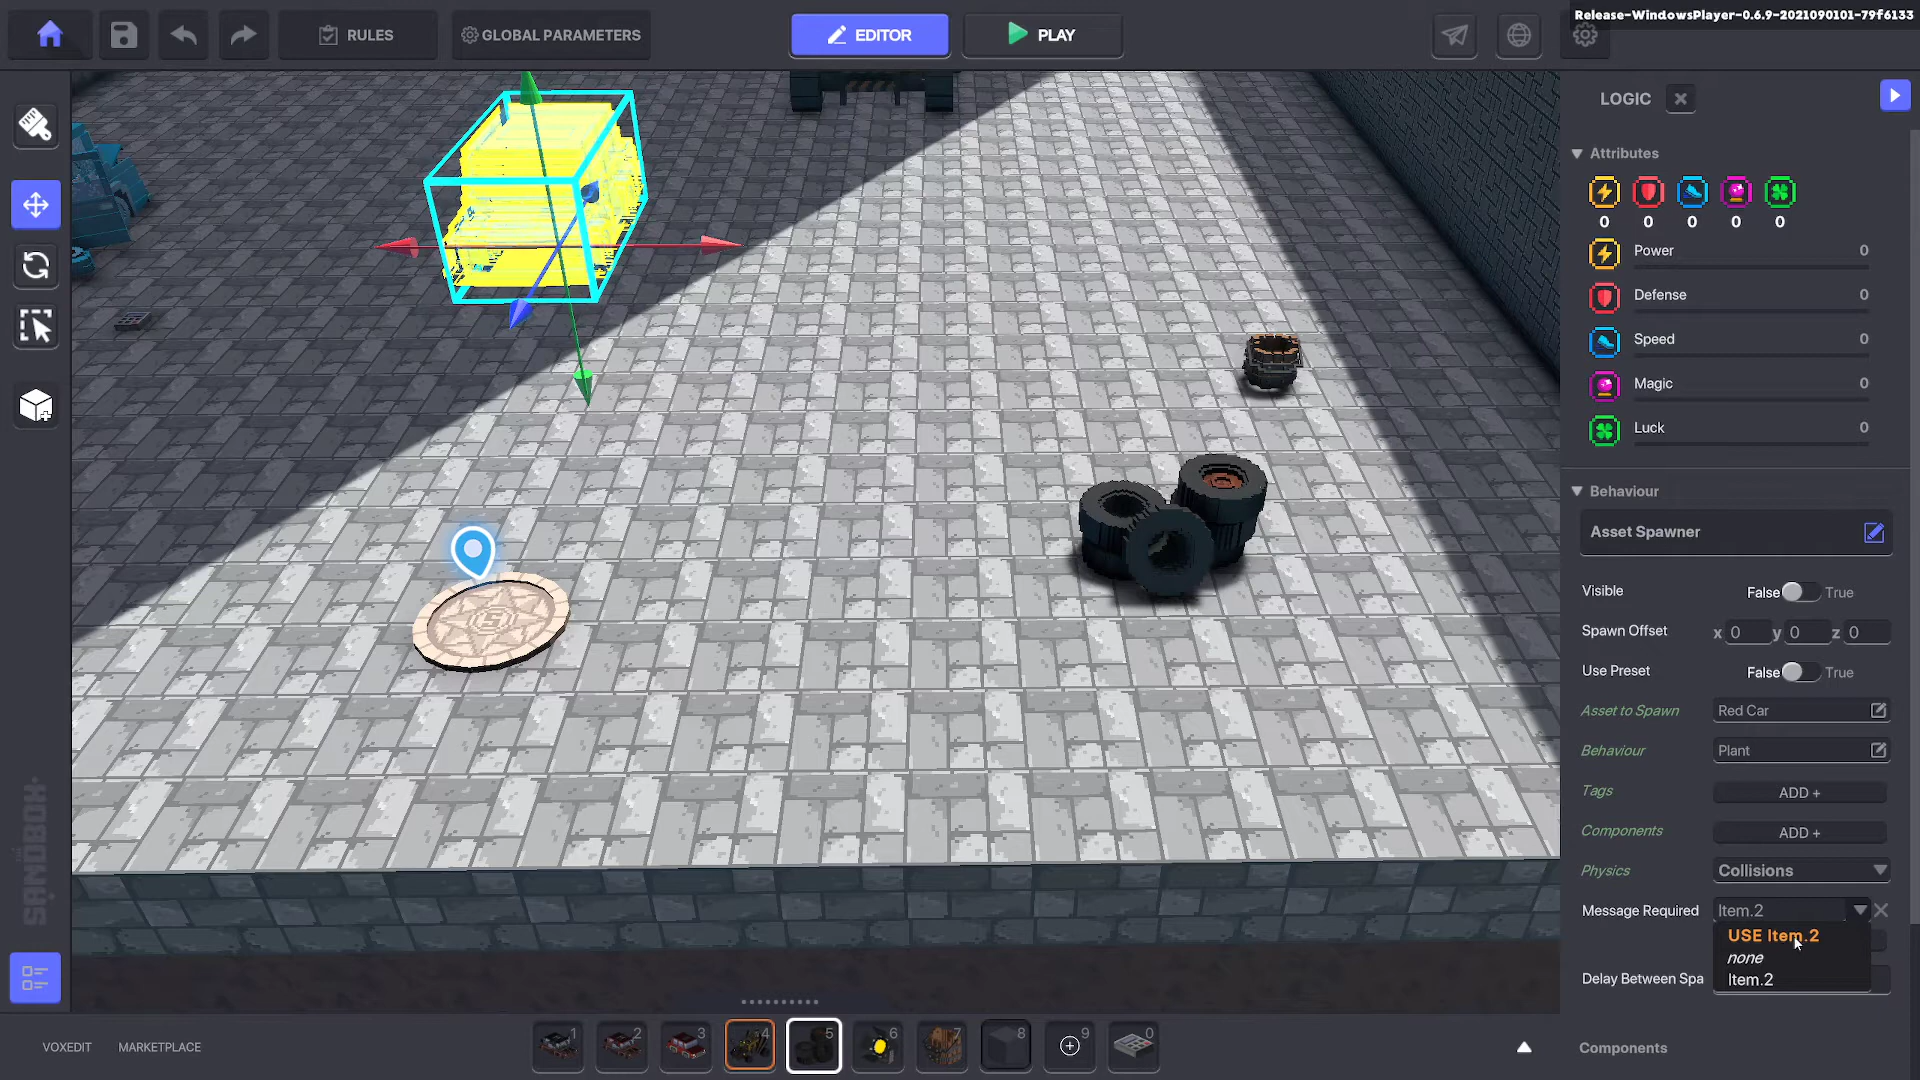 Release-WindowsPlayer-0.6.9-2021090101-79f6133
RULES
GLOBAL PARAMETERS
EDITOR
PLAY
LOGIC
Attributes
0 0 0 0 0
Power 0
Defense 0
Speed 0
Magic 0
Luck 0
Behaviour
Asset Spawner
Visible False True
Spawn Offset x 0 y 0 z 0
Use Preset False True
Asset to Spawn Red Car
Behaviour Plant
Tags ADD +
Components ADD +
Physics Collisions
Message Required Item.2
USE Item.2
none
Item.2
Delay Between Spa
Components
THE SANDBOX
VOXEDIT MARKETPLACE
1 2 3 4 5 6 7 8 9 0